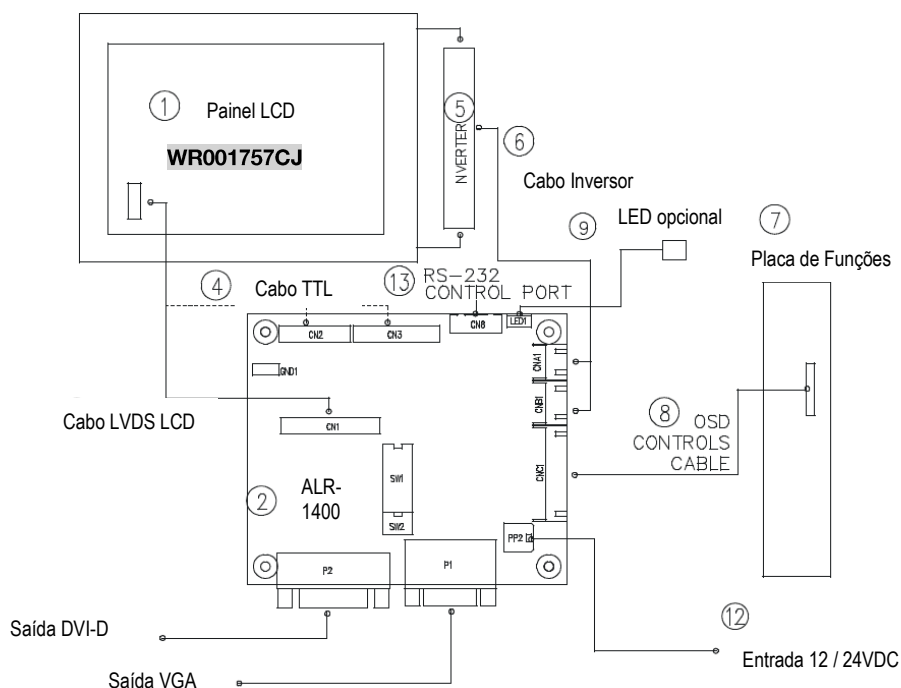 1
Painel LCD
WR001757CJ
5
NVERTER
6
Cabo Inversor
9
LED opcional
7
Placa de Funções
4
Cabo TTL
13
RS-232
CONTROL PORT
CN2
CN3
CN8
LED1
GND1
CNA1
CNB1
CNC1
Cabo LVDS LCD
CN1
8
OSD
CONTROLS
CABLE
2
ALR-
1400
SW1
SW2
PP2
P2
P1
12
Saída DVI-D
Saída VGA
Entrada 12 / 24VDC